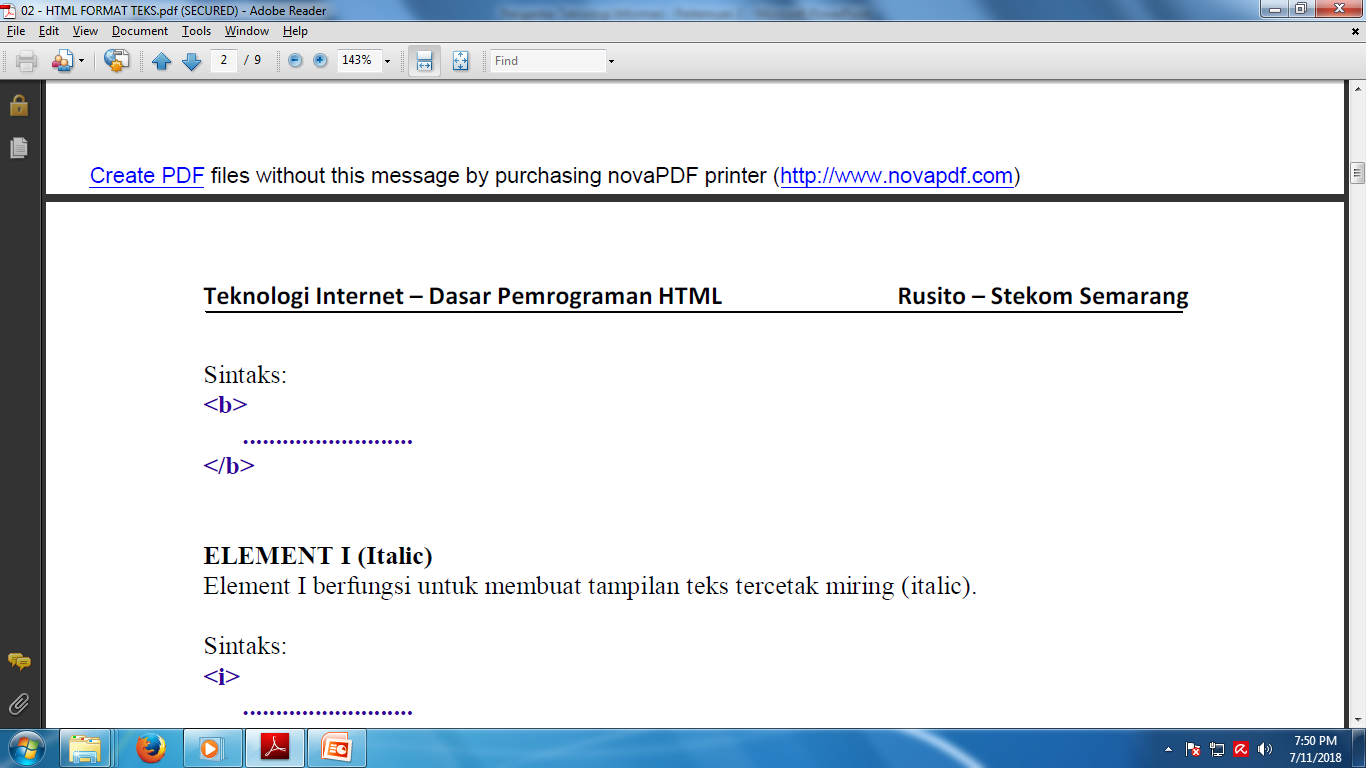 02 - HTML FORMAT TEKS.pdf (SECURED) - Adobe Reader
File Edit View Document Tools Window Help
2 / 9 143% Find
Create PDF files without this message by purchasing novaPDF printer (http://www.novapdf.com)
Teknologi Internet – Dasar Pemrograman HTML Rusito – Stekom Semarang
Sintaks:
<b>
..........................
</b>
ELEMENT I (Italic)
Element I berfungsi untuk membuat tampilan teks tercetak miring (italic).
Sintaks:
<i>
..........................
7:50 PM
7/11/2018